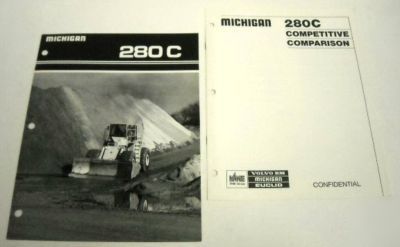 MICHIGAN
280 C
MICHIGAN
280C
COMPETITIVE
COMPARISON
VOLVO BM
MICHIGAN
EUCLID
CONFIDENTIAL